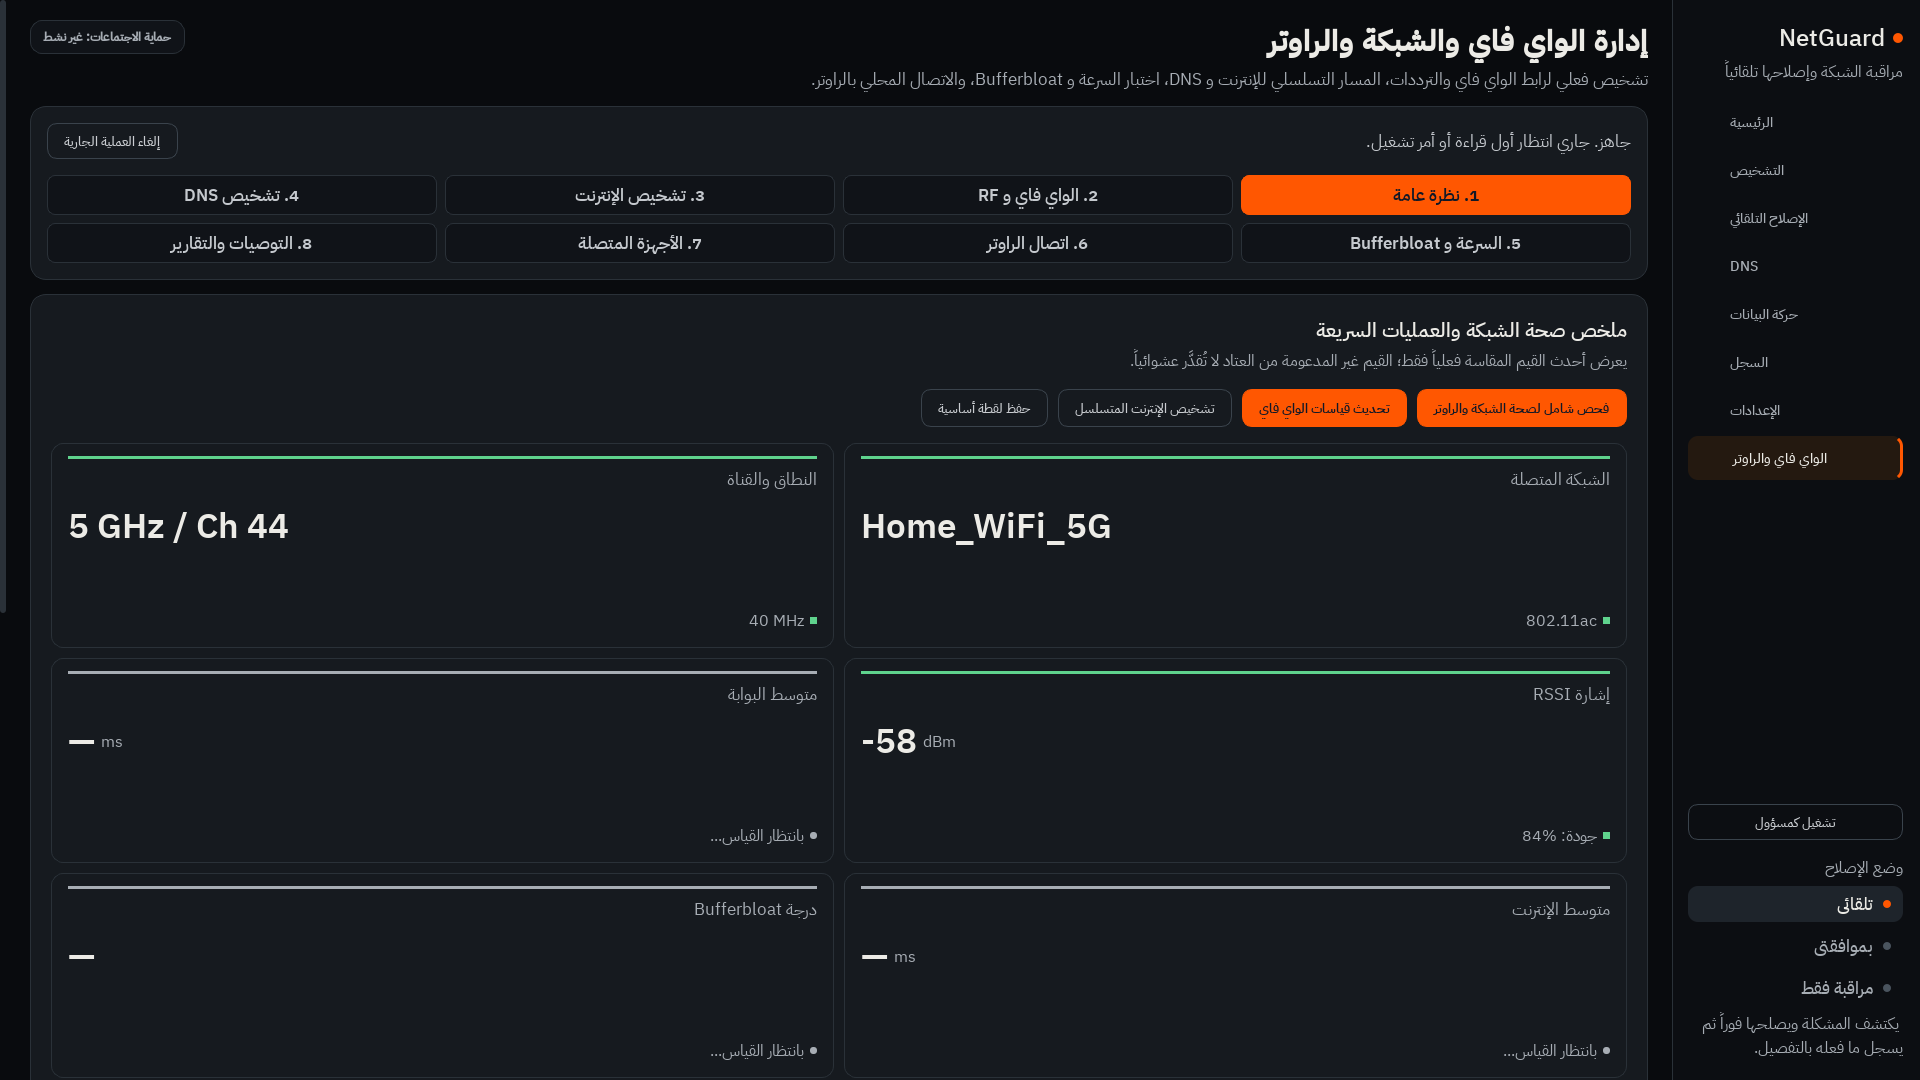 NetGuard
مراقبة الشبكة وإصلاحها تلقائياً
الرئيسية
التشخيص
الإصلاح التلقائي
DNS
حركة البيانات
السجل
الإعدادات
الواي فاي والراوتر
تشغيل كمسؤول
وضع الإصلاح
تلقائي
بموافقتي
مراقبة فقط
يكتشف المشكلة ويصلحها فوراً ثم
يسجل ما فعله بالتفصيل.
إدارة الواي فاي والشبكة والراوتر
حماية الاجتماعات: غير نشط
تشخيص فعلي لرابط الواي فاي والترددات، المسار التسلسلي للإنترنت و DNS، اختبار السرعة و Bufferbloat، والاتصال المحلي بالراوتر.
جاهز. جاري انتظار أول قراءة أو أمر تشغيل.
إلغاء العملية الجارية
1. نظرة عامة
2. الواي فاي و RF
3. تشخيص الإنترنت
4. تشخيص DNS
5. السرعة و Bufferbloat
6. اتصال الراوتر
7. الأجهزة المتصلة
8. التوصيات والتقارير
ملخص صحة الشبكة والعمليات السريعة
يعرض أحدث القيم المقاسة فعلياً فقط؛ القيم غير المدعومة من العتاد لا تُقدَّر عشوائياً.
فحص شامل لصحة الشبكة والراوتر
تحديث قياسات الواي فاي
تشخيص الإنترنت المتسلسل
حفظ لقطة أساسية
الشبكة المتصلة
Home_WiFi_5G
802.11ac
النطاق والقناة
5 GHz / Ch 44
40 MHz
إشارة RSSI
-58 dBm
جودة: 84%
متوسط البوابة
— ms
بانتظار القياس...
متوسط الإنترنت
— ms
بانتظار القياس...
درجة Bufferbloat
—
بانتظار القياس...